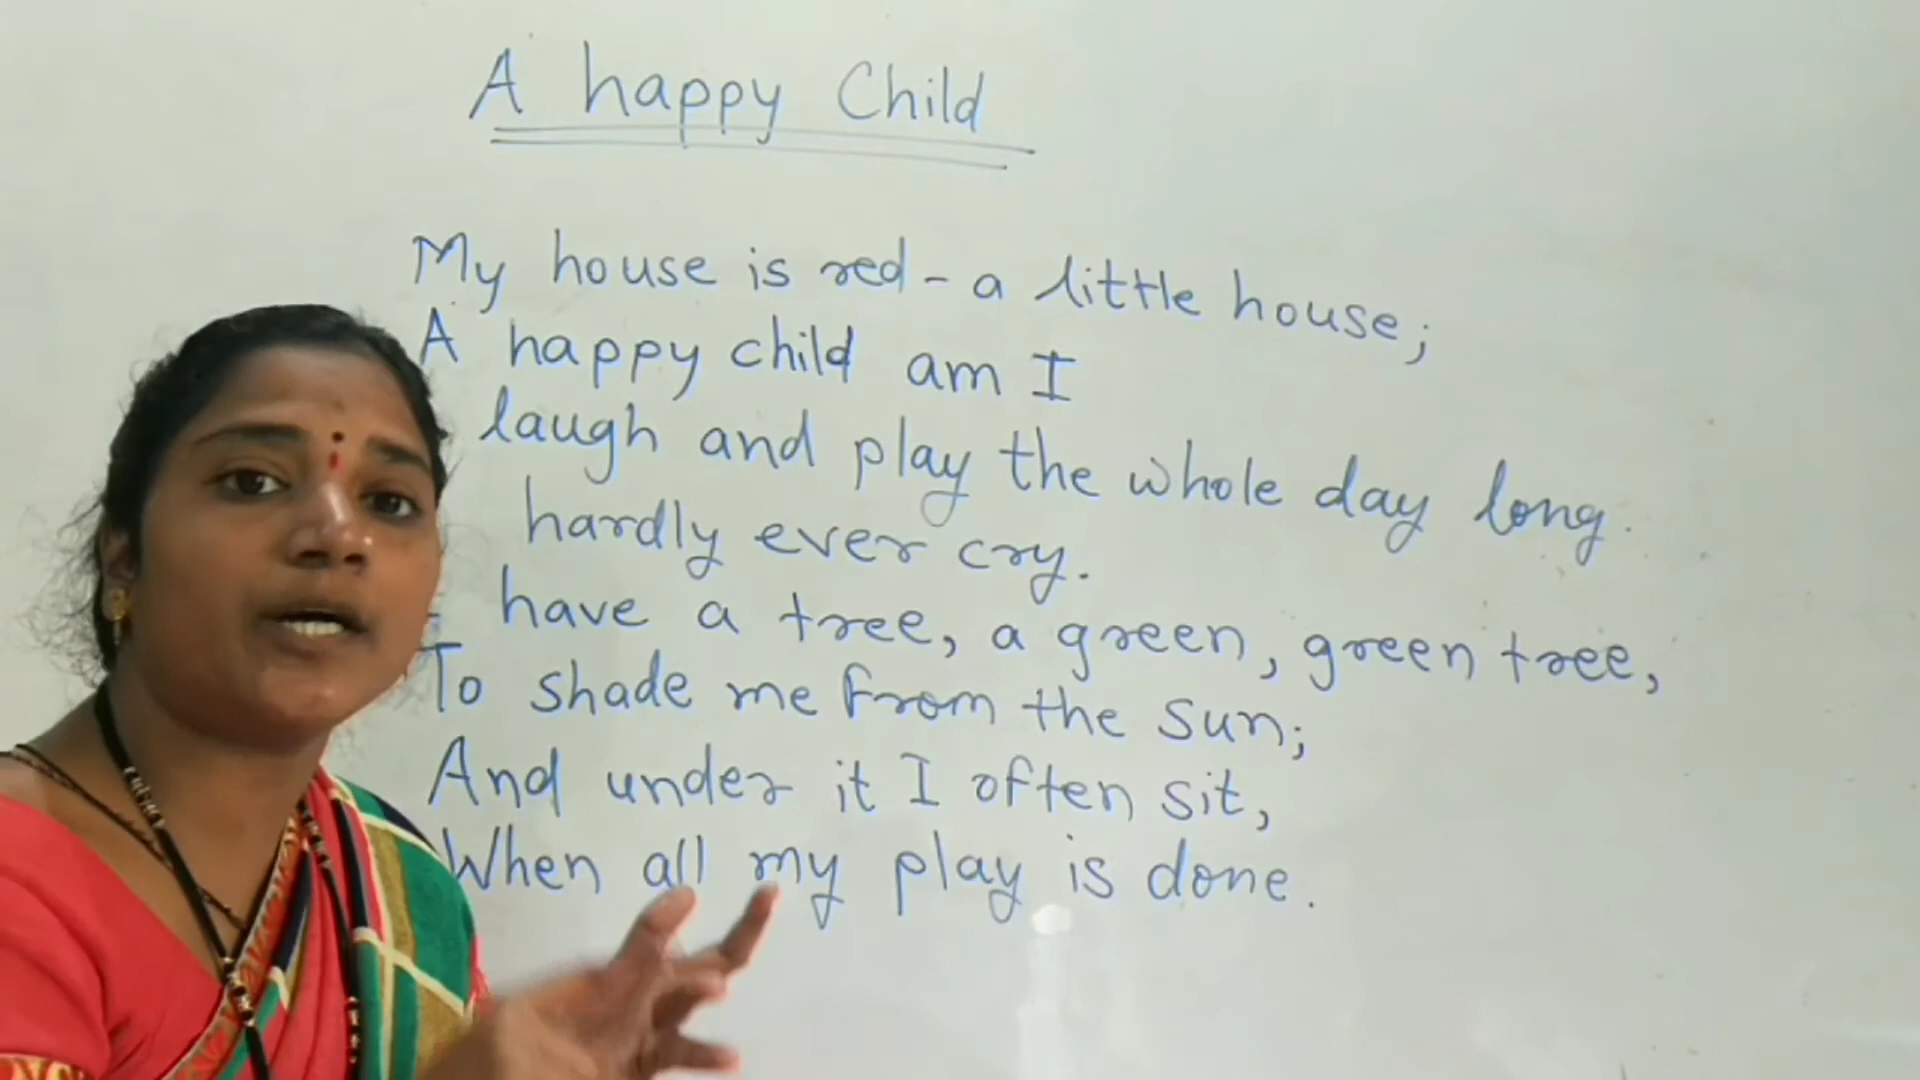 A happy Child
My house is red - a little house;
A happy child am I
laugh and play the whole day long.
hardly ever cry.
have a tree, a green, green tree,
To shade me from the sun;
And under it I often sit,
When all my play is done.